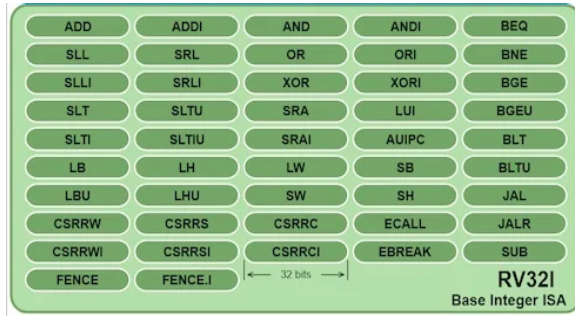 ADD ADDI AND ANDI BEQ
SLL SRL OR ORI BNE
SLLI SRLI XOR XORI BGE
SLT SLTU SRA LUI BGEU
SLTI SLTIU SRAI AUIPC BLT
LB LH LW SB BLTU
LBU LHU SW SH JAL
CSRRW CSRRS CSRRC ECALL JALR
CSRRWI CSRRSI CSRRCI EBREAK SUB
FENCE FENCE.I 32 bits RV32I
Base Integer ISA